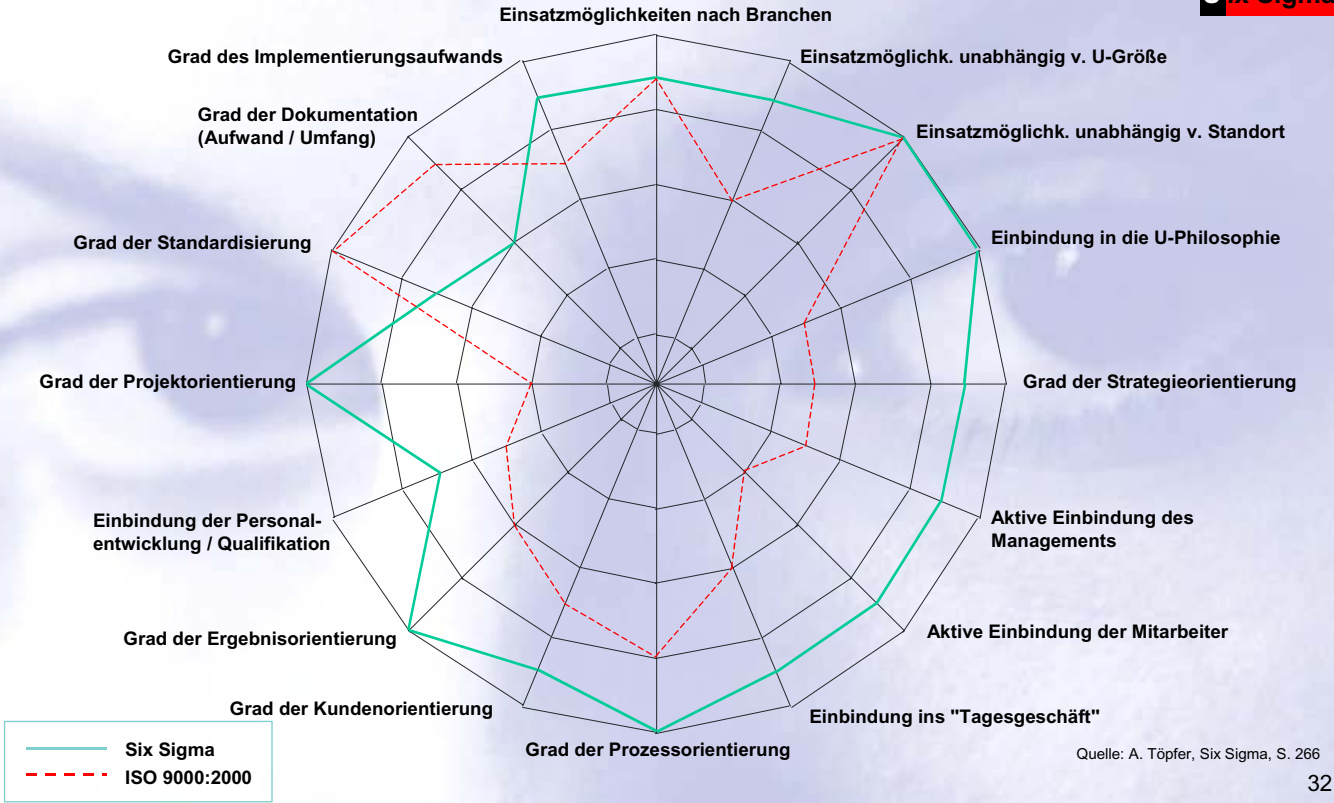 Six Sigma
Einsatzmöglichkeiten nach Branchen
Grad des Implementierungsaufwands
Einsatzmöglichk. unabhängig v. U-Größe
Grad der Dokumentation
(Aufwand / Umfang)
Einsatzmöglichk. unabhängig v. Standort
Grad der Standardisierung
Einbindung in die U-Philosophie
Grad der Projektorientierung
Grad der Strategieorientierung
Einbindung der Personal-
entwicklung / Qualifikation
Aktive Einbindung des
Managements
Grad der Ergebnisorientierung
Aktive Einbindung der Mitarbeiter
Grad der Kundenorientierung
Einbindung ins "Tagesgeschäft"
Grad der Prozessorientierung
Six Sigma
ISO 9000:2000
Quelle: A. Töpfer, Six Sigma, S. 266
32